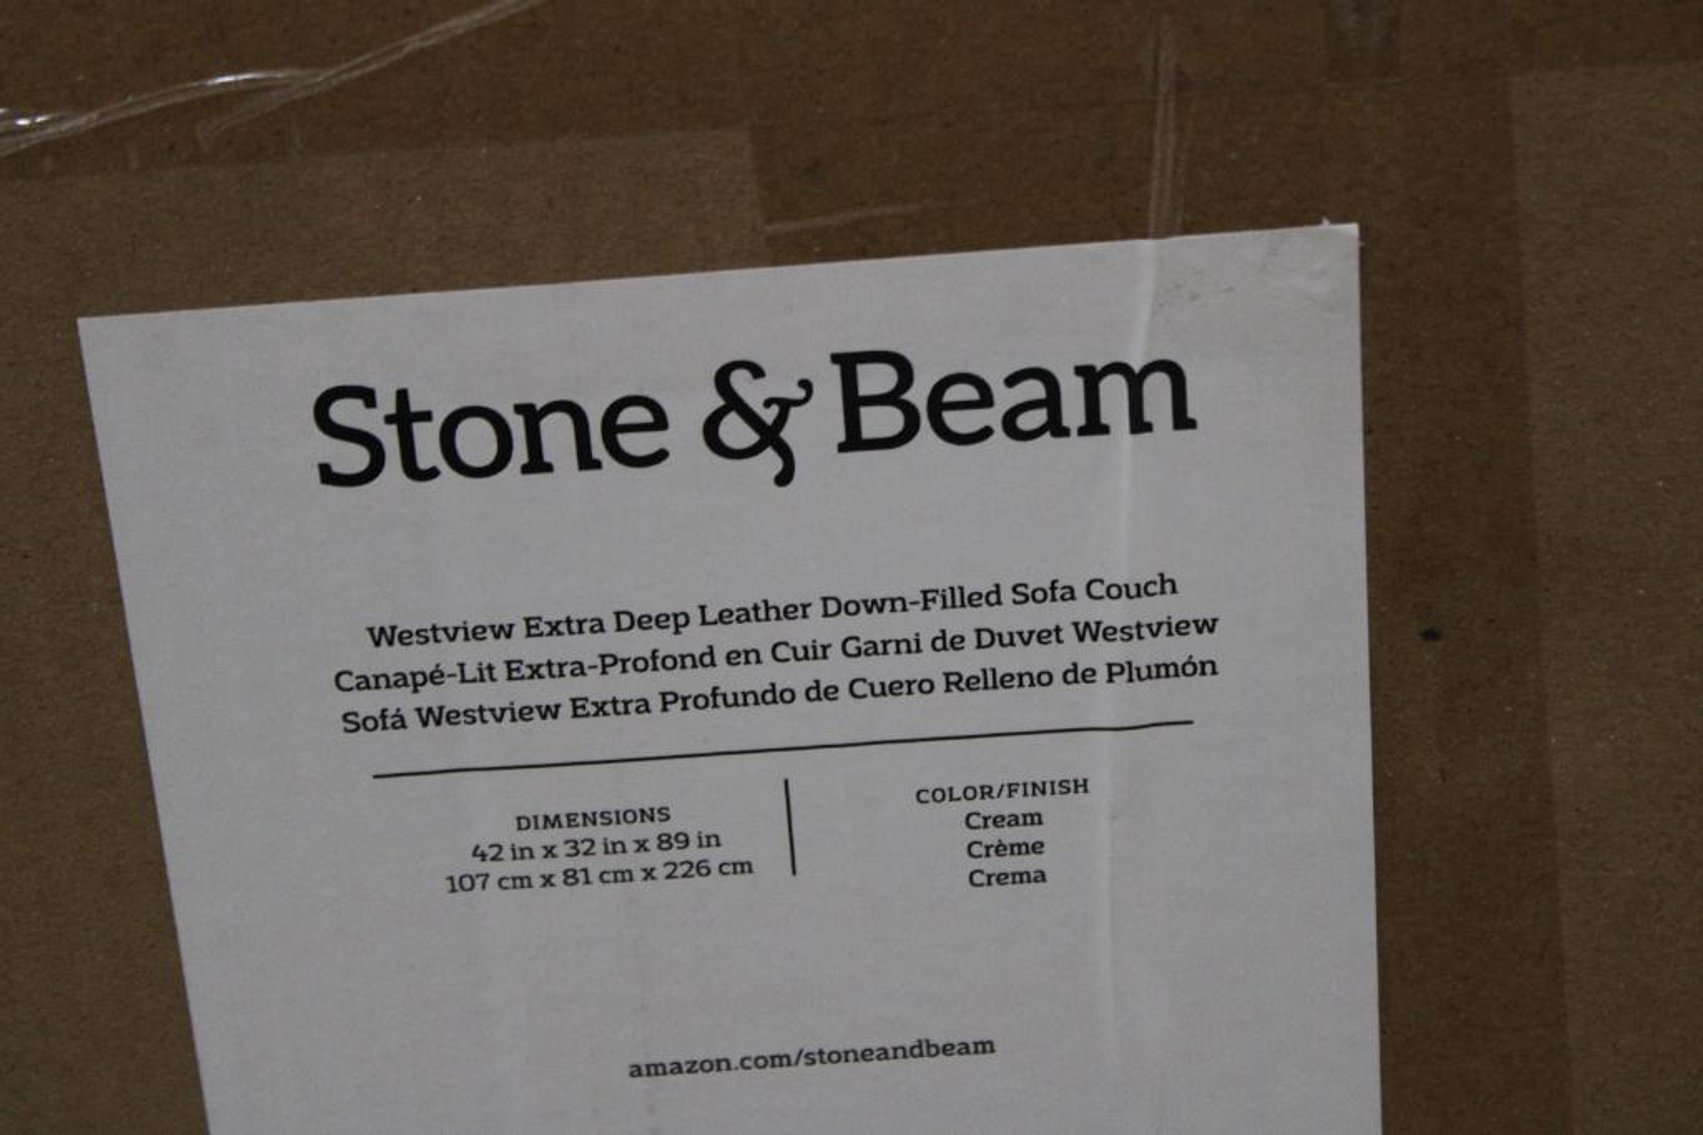 Stone & Beam
Westview Extra Deep Leather Down-Filled Sofa Couch
Canapé-Lit Extra-Profond en Cuir Garni de Duvet Westview
Sofá Westview Extra Profundo de Cuero Relleno de Plumón
DIMENSIONS
42 in x 32 in x 89 in
107 cm x 81 cm x 226 cm
COLOR/FINISH
Cream
Crème
Crema
amazon.com/stoneandbeam